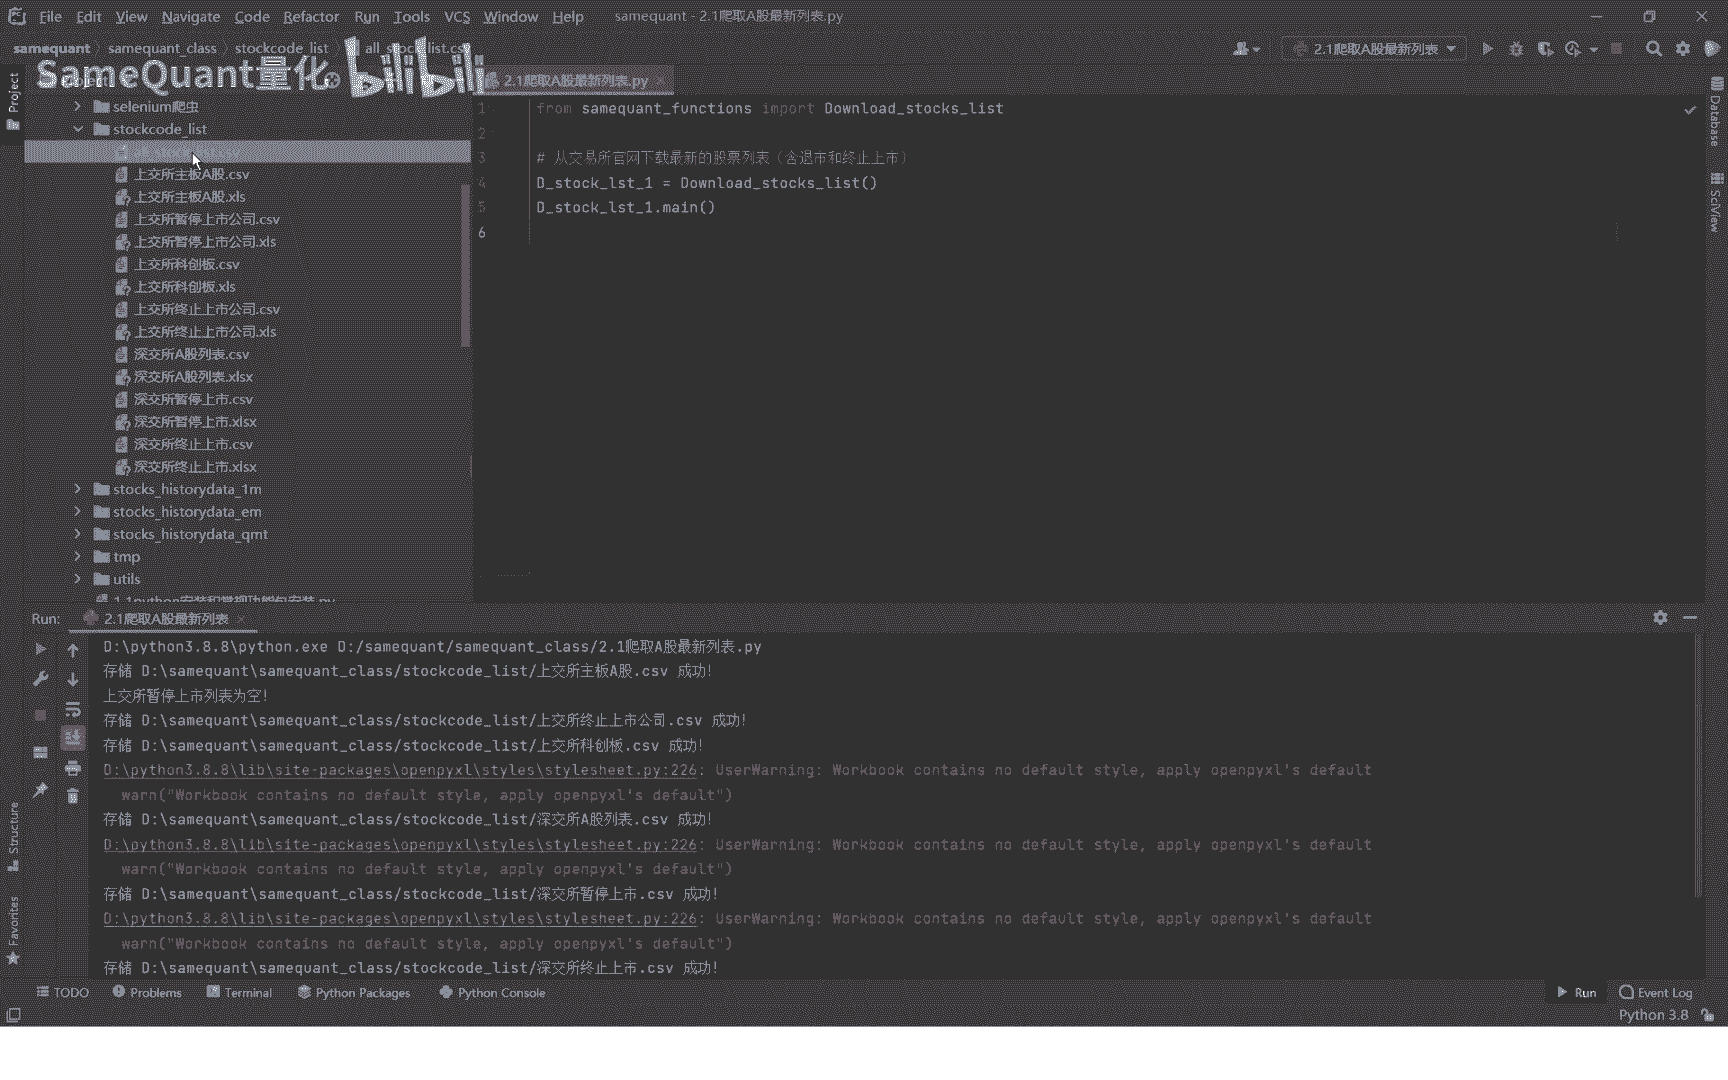 File Edit View Navigate Code Refactor Run Tools VCS Window Help samequant - 2.1爬取A股最新列表.py
samequant samequant_class stockcode_list all_stock_list.csv 2.1爬取A股最新列表
SameQuant量化 bilibili
2.1爬取A股最新列表.py
Project
selenium爬虫
stockcode_list
all_stock_list.csv
上交所主板A股.csv
上交所主板A股.xls
上交所暂停上市公司.csv
上交所暂停上市公司.xls
上交所科创板.csv
上交所科创板.xls
上交所终止上市公司.csv
上交所终止上市公司.xls
深交所A股列表.csv
深交所A股列表.xlsx
深交所暂停上市.csv
深交所暂停上市.xlsx
深交所终止上市.csv
深交所终止上市.xlsx
stocks_historydata_1m
stocks_historydata_em
stocks_historydata_qmt
tmp
utils
1 from samequant_functions import Download_stocks_list
2
3 # 从交易所官网下载最新的股票列表（含退市和终止上市）
4 D_stock_lst_1 = Download_stocks_list()
5 D_stock_lst_1.main()
6
Database
SciView
Run: 2.1爬取A股最新列表
D:\python3.8.8\python.exe D:/samequant/samequant_class/2.1爬取A股最新列表.py
存储 D:\samequant\samequant_class/stockcode_list/上交所主板A股.csv 成功!
上交所暂停上市列表为空!
存储 D:\samequant\samequant_class/stockcode_list/上交所终止上市公司.csv 成功!
存储 D:\samequant\samequant_class/stockcode_list/上交所科创板.csv 成功!
D:\python3.8.8\lib\site-packages\openpyxl\styles\stylesheet.py:226: UserWarning: Workbook contains no default style, apply openpyxl's default
warn("Workbook contains no default style, apply openpyxl's default")
存储 D:\samequant\samequant_class/stockcode_list/深交所A股列表.csv 成功!
D:\python3.8.8\lib\site-packages\openpyxl\styles\stylesheet.py:226: UserWarning: Workbook contains no default style, apply openpyxl's default
warn("Workbook contains no default style, apply openpyxl's default")
存储 D:\samequant\samequant_class/stockcode_list/深交所暂停上市.csv 成功!
D:\python3.8.8\lib\site-packages\openpyxl\styles\stylesheet.py:226: UserWarning: Workbook contains no default style, apply openpyxl's default
warn("Workbook contains no default style, apply openpyxl's default")
存储 D:\samequant\samequant_class/stockcode_list/深交所终止上市.csv 成功!
Structure
Favorites
TODO Problems Terminal Python Packages Python Console Run Event Log
Python 3.8